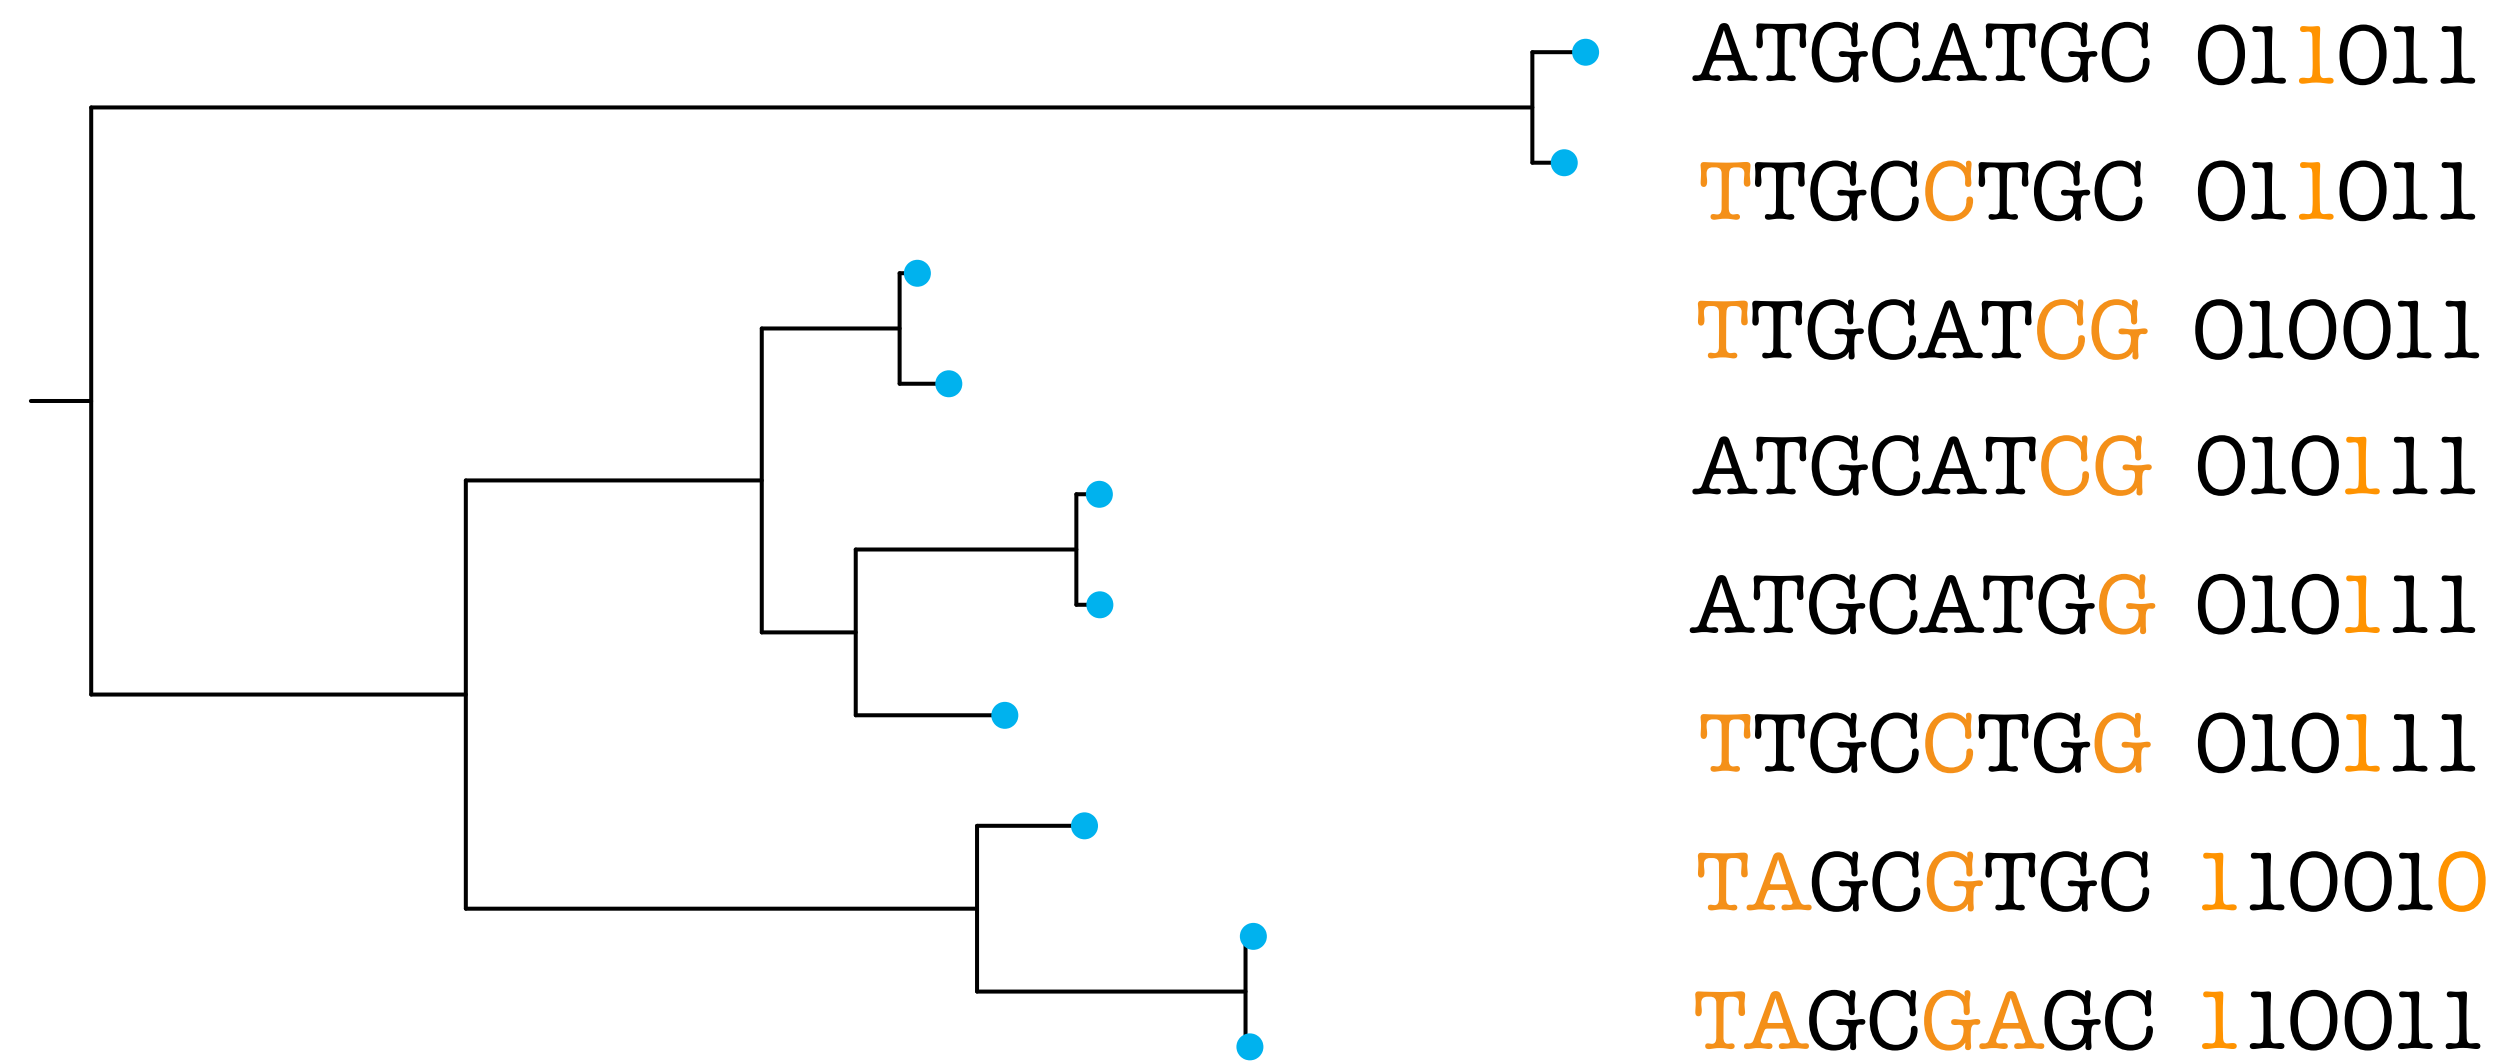 ATGCATGC 011011
TTGCCTGC 011011
TTGCATCG 010011
ATGCATCG 010111
ATGCATGG 010111
TTGCCTGG 010111
TAGCGTGC 110010
TAGCGAGC 110011